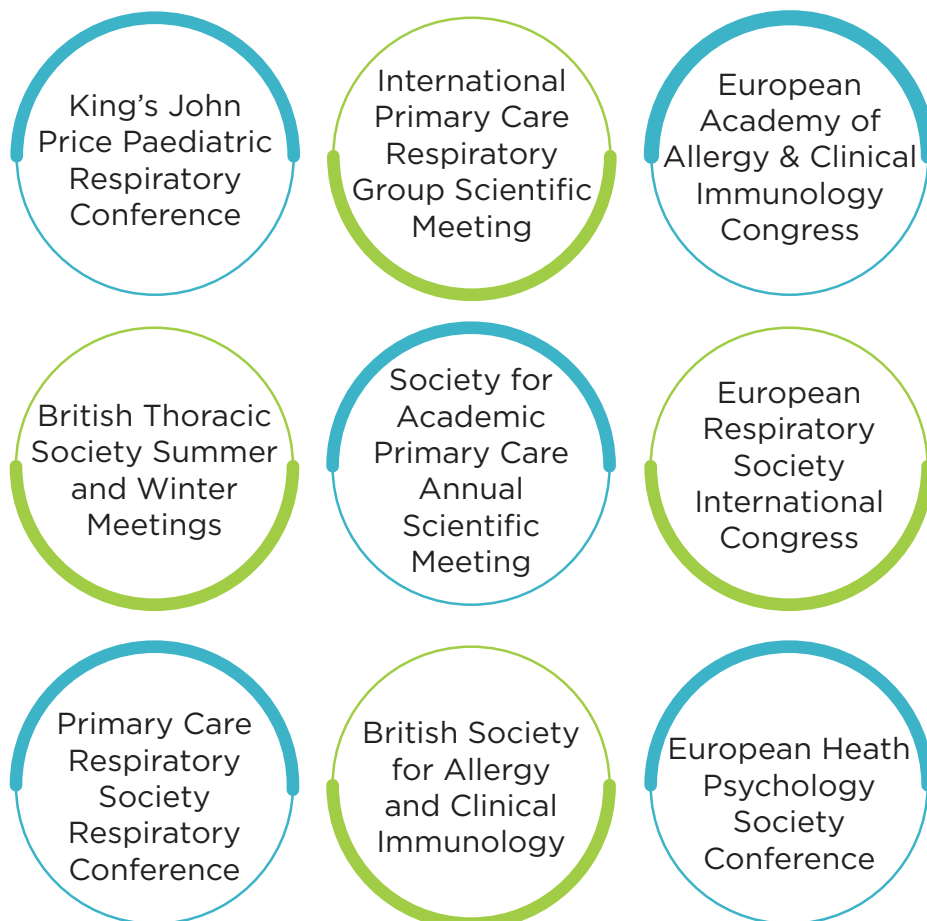 King’s John
Price Paediatric
Respiratory
Conference
International
Primary Care
Respiratory
Group Scientific
Meeting
European
Academy of
Allergy & Clinical
Immunology
Congress
British Thoracic
Society Summer
and Winter
Meetings
Society for
Academic
Primary Care
Annual
Scientific
Meeting
European
Respiratory
Society
International
Congress
Primary Care
Respiratory
Society
Respiratory
Conference
British Society
for Allergy
and Clinical
Immunology
European Heath
Psychology
Society
Conference